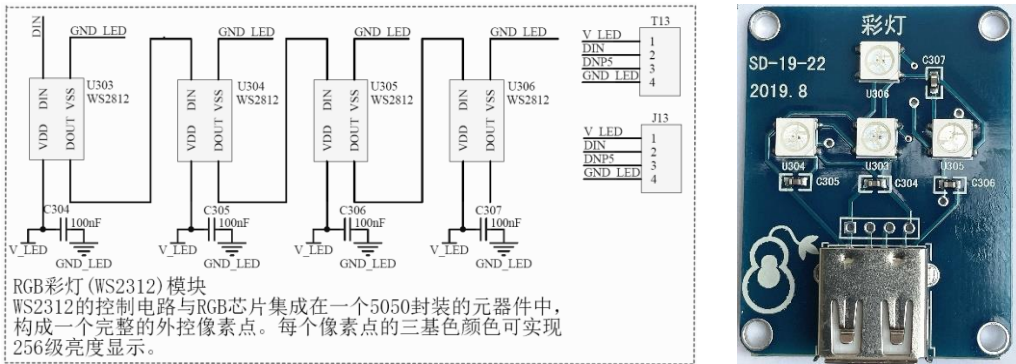 DIN
GND_LED
GND_LED
GND_LED
GND_LED
DIN VSS
VDD DOUT
U303
WS2812
DIN VSS
VDD DOUT
U304
WS2812
DIN VSS
VDD DOUT
U305
WS2812
DIN VSS
VDD DOUT
U306
WS2812
C304
100nF
V_LED
GND_LED
C305
100nF
V_LED
GND_LED
C306
100nF
V_LED
GND_LED
C307
100nF
V_LED
GND_LED
T13
V_LED 1
DIN 2
DNP5 3
GND_LED 4
J13
V_LED 1
DIN 2
DNP5 3
GND_LED 4
RGB彩灯(WS2312)模块
WS2312的控制电路与RGB芯片集成在一个5050封装的元器件中,
构成一个完整的外控像素点。每个像素点的三基色颜色可实现
256级亮度显示。
彩灯
SD-19-22
2019.8
C307
U306
U304
U303
U305
C305
C304
C306